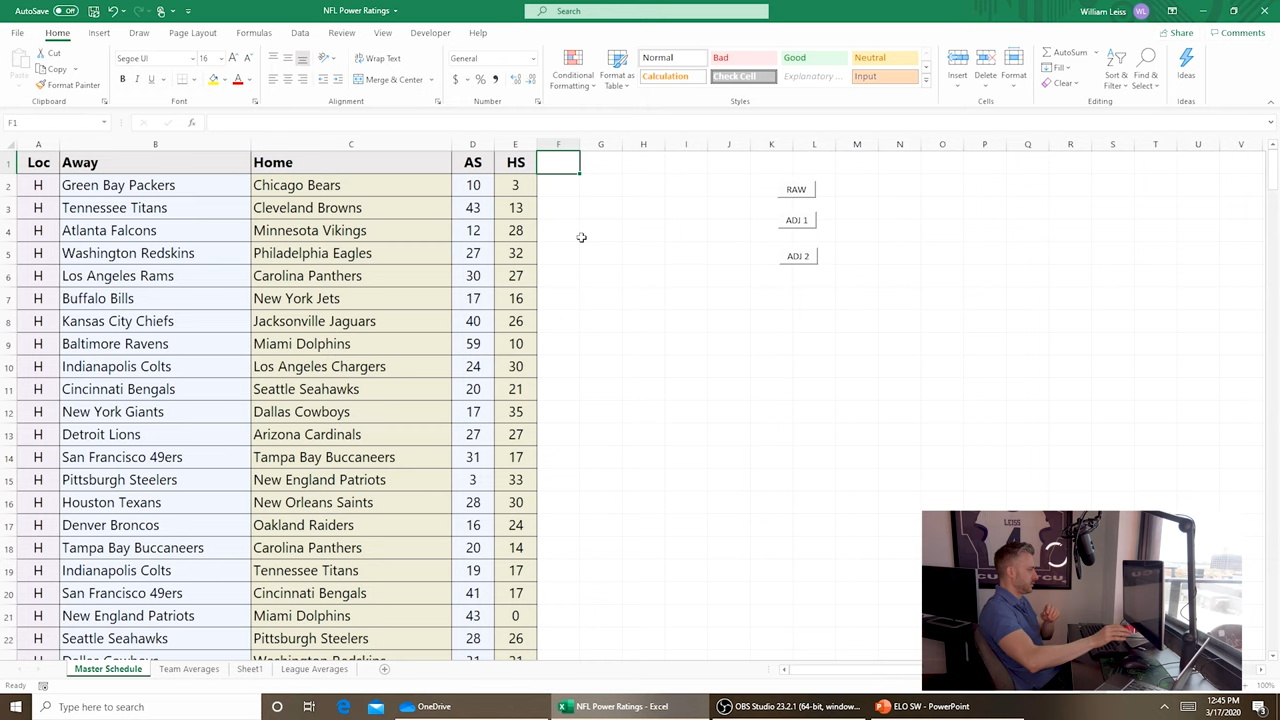 AutoSave Off NFL Power Ratings Search William Leiss WL
File Home Insert Draw Page Layout Formulas Data Review View Developer Help Share Comments
Cut
Copy
Format Painter
Paste
Clipboard
Segoe UI 16
B I U
Font
Wrap Text
Merge & Center
Alignment
General
$ % ,
Number
Conditional Formatting
Format as Table
Normal Bad Good Neutral
Calculation Check Cell Explanatory ... Input
Styles
Insert Delete Format
Cells
AutoSum
Fill
Clear
Sort & Filter
Find & Select
Editing
Ideas
Ideas
F1 fx
A B C D E F G H I J K L M N O P Q R S T U V
1 Loc Away Home AS HS
2 H Green Bay Packers Chicago Bears 10 3
3 H Tennessee Titans Cleveland Browns 43 13
4 H Atlanta Falcons Minnesota Vikings 12 28
5 H Washington Redskins Philadelphia Eagles 27 32
6 H Los Angeles Rams Carolina Panthers 30 27
7 H Buffalo Bills New York Jets 17 16
8 H Kansas City Chiefs Jacksonville Jaguars 40 26
9 H Baltimore Ravens Miami Dolphins 59 10
10 H Indianapolis Colts Los Angeles Chargers 24 30
11 H Cincinnati Bengals Seattle Seahawks 20 21
12 H New York Giants Dallas Cowboys 17 35
13 H Detroit Lions Arizona Cardinals 27 27
14 H San Francisco 49ers Tampa Bay Buccaneers 31 17
15 H Pittsburgh Steelers New England Patriots 3 33
16 H Houston Texans New Orleans Saints 28 30
17 H Denver Broncos Oakland Raiders 16 24
18 H Tampa Bay Buccaneers Carolina Panthers 20 14
19 H Indianapolis Colts Tennessee Titans 19 17
20 H San Francisco 49ers Cincinnati Bengals 41 17
21 H New England Patriots Miami Dolphins 43 0
22 H Seattle Seahawks Pittsburgh Steelers 28 26
RAW
ADJ 1
ADJ 2
Master Schedule Team Averages Sheet1 League Averages
Ready 100%
Type here to search
OneDrive
NFL Power Ratings - Excel
OBS Studio 23.2.1 (64-bit, window...
ELO SW - PowerPoint
12:45 PM
3/17/2020